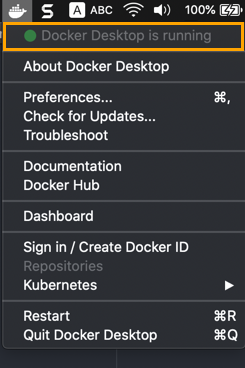 A ABC 100%
Docker Desktop is running
About Docker Desktop
Preferences... ⌘,
Check for Updates...
Troubleshoot
Documentation
Docker Hub
Dashboard
Sign in / Create Docker ID
Repositories
Kubernetes
Restart ⌘R
Quit Docker Desktop ⌘Q